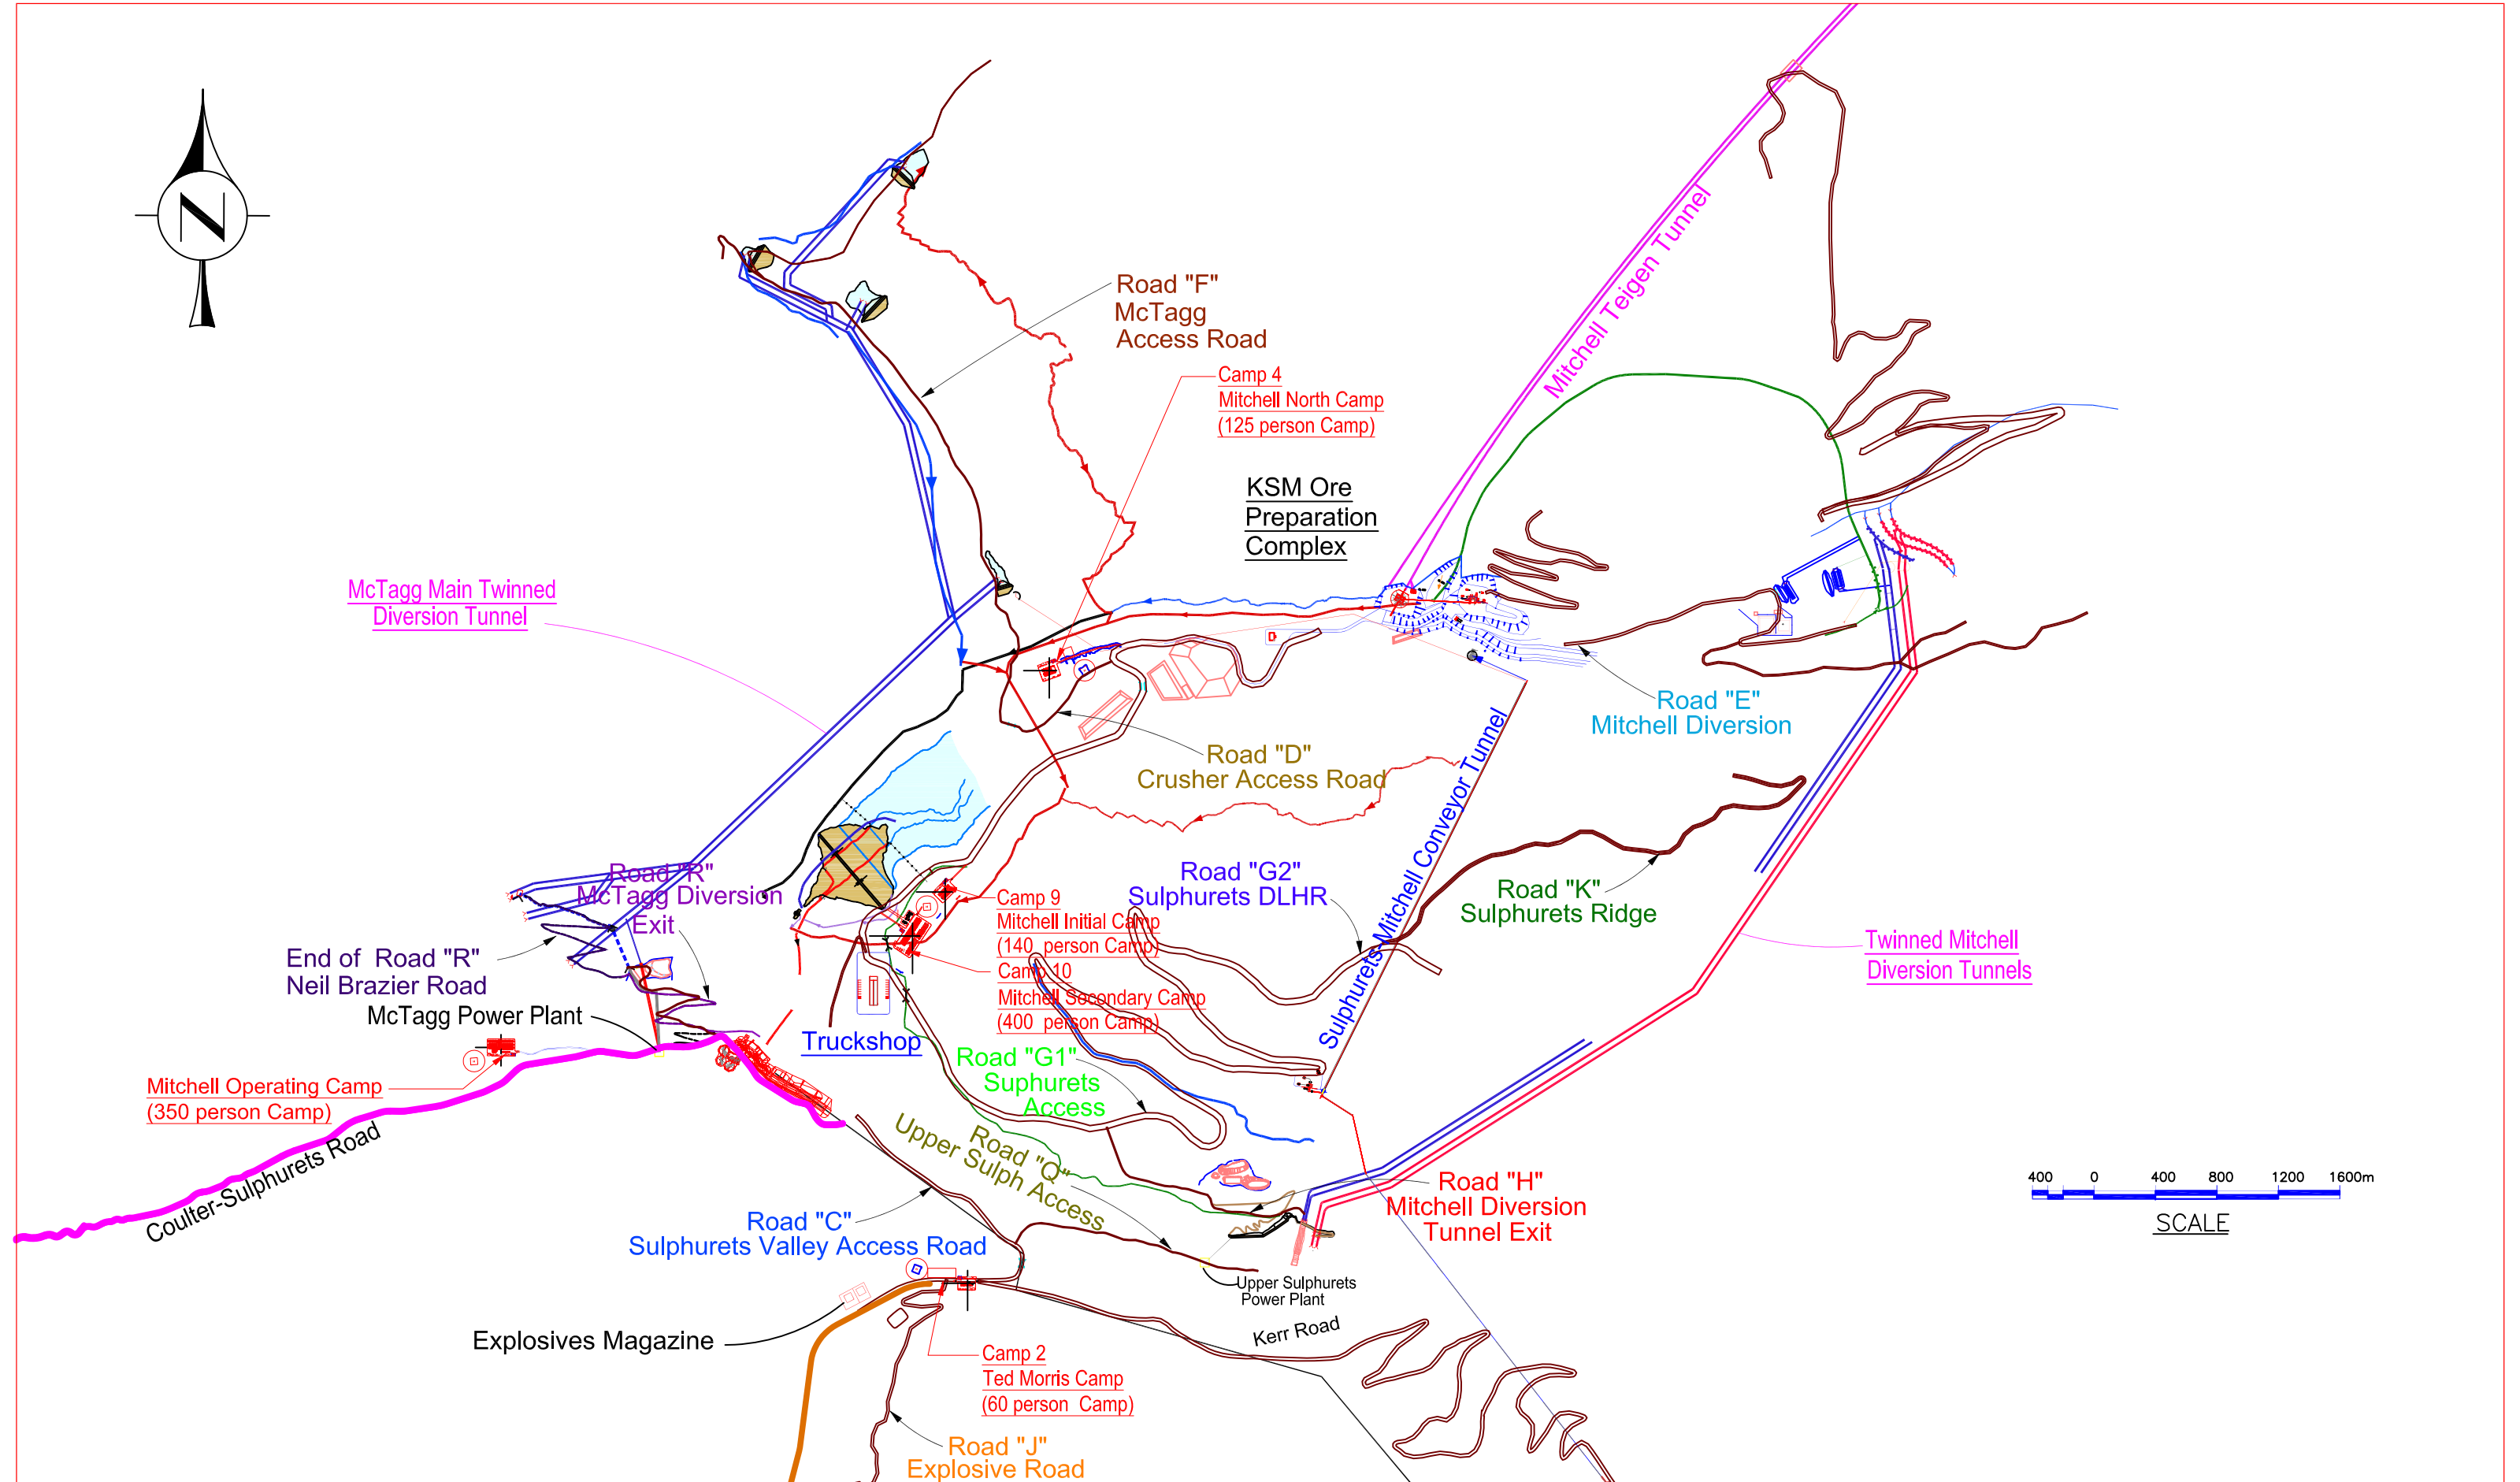 N
Road "F"
McTagg
Access Road
Camp 4
Mitchell North Camp
(125 person Camp)
Mitchell Teigen Tunnel
KSM Ore
Preparation
Complex
McTagg Main Twinned
Diversion Tunnel
Road "E"
Mitchell Diversion
Road "D"
Crusher Access Road
Sulphurets-Mitchell Conveyor Tunnel
Road "R"
McTagg Diversion
Exit
Road "G2"
Sulphurets DLHR
Road "K"
Sulphurets Ridge
Camp 9
Mitchell Initial Camp
(140 person Camp)
Camp 10
Mitchell Secondary Camp
(400 person Camp)
End of Road "R"
Neil Brazier Road
McTagg Power Plant
Twinned Mitchell
Diversion Tunnels
Truckshop
Road "G1"
Suphurets
Access
Mitchell Operating Camp
(350 person Camp)
Coulter-Sulphurets Road
Road "Q"
Upper Sulph Access
Road "H"
Mitchell Diversion
Tunnel Exit
400 0 400 800 1200 1600m
SCALE
Road "C"
Sulphurets Valley Access Road
Upper Sulphurets
Power Plant
Kerr Road
Explosives Magazine
Camp 2
Ted Morris Camp
(60 person Camp)
Road "J"
Explosive Road